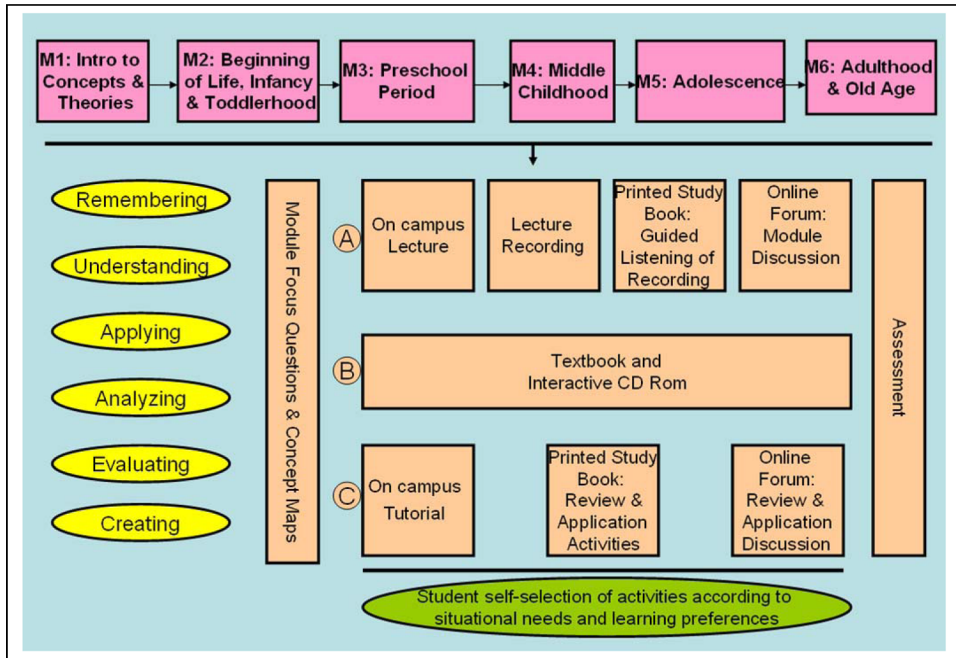 M1: Intro to
Concepts &
Theories
M2: Beginning
of Life, Infancy
& Toddlerhood
M3: Preschool
Period
M4: Middle
Childhood
M5: Adolescence
M6: Adulthood
& Old Age
Remembering
Understanding
Applying
Analyzing
Evaluating
Creating
Module Focus Questions & Concept Maps
A
On campus
Lecture
Lecture
Recording
Printed Study
Book:
Guided
Listening of
Recording
Online
Forum:
Module
Discussion
B
Textbook and
Interactive CD Rom
C
On campus
Tutorial
Printed Study
Book:
Review &
Application
Activities
Online
Forum:
Review &
Application
Discussion
Assessment
Student self-selection of activities according to
situational needs and learning preferences